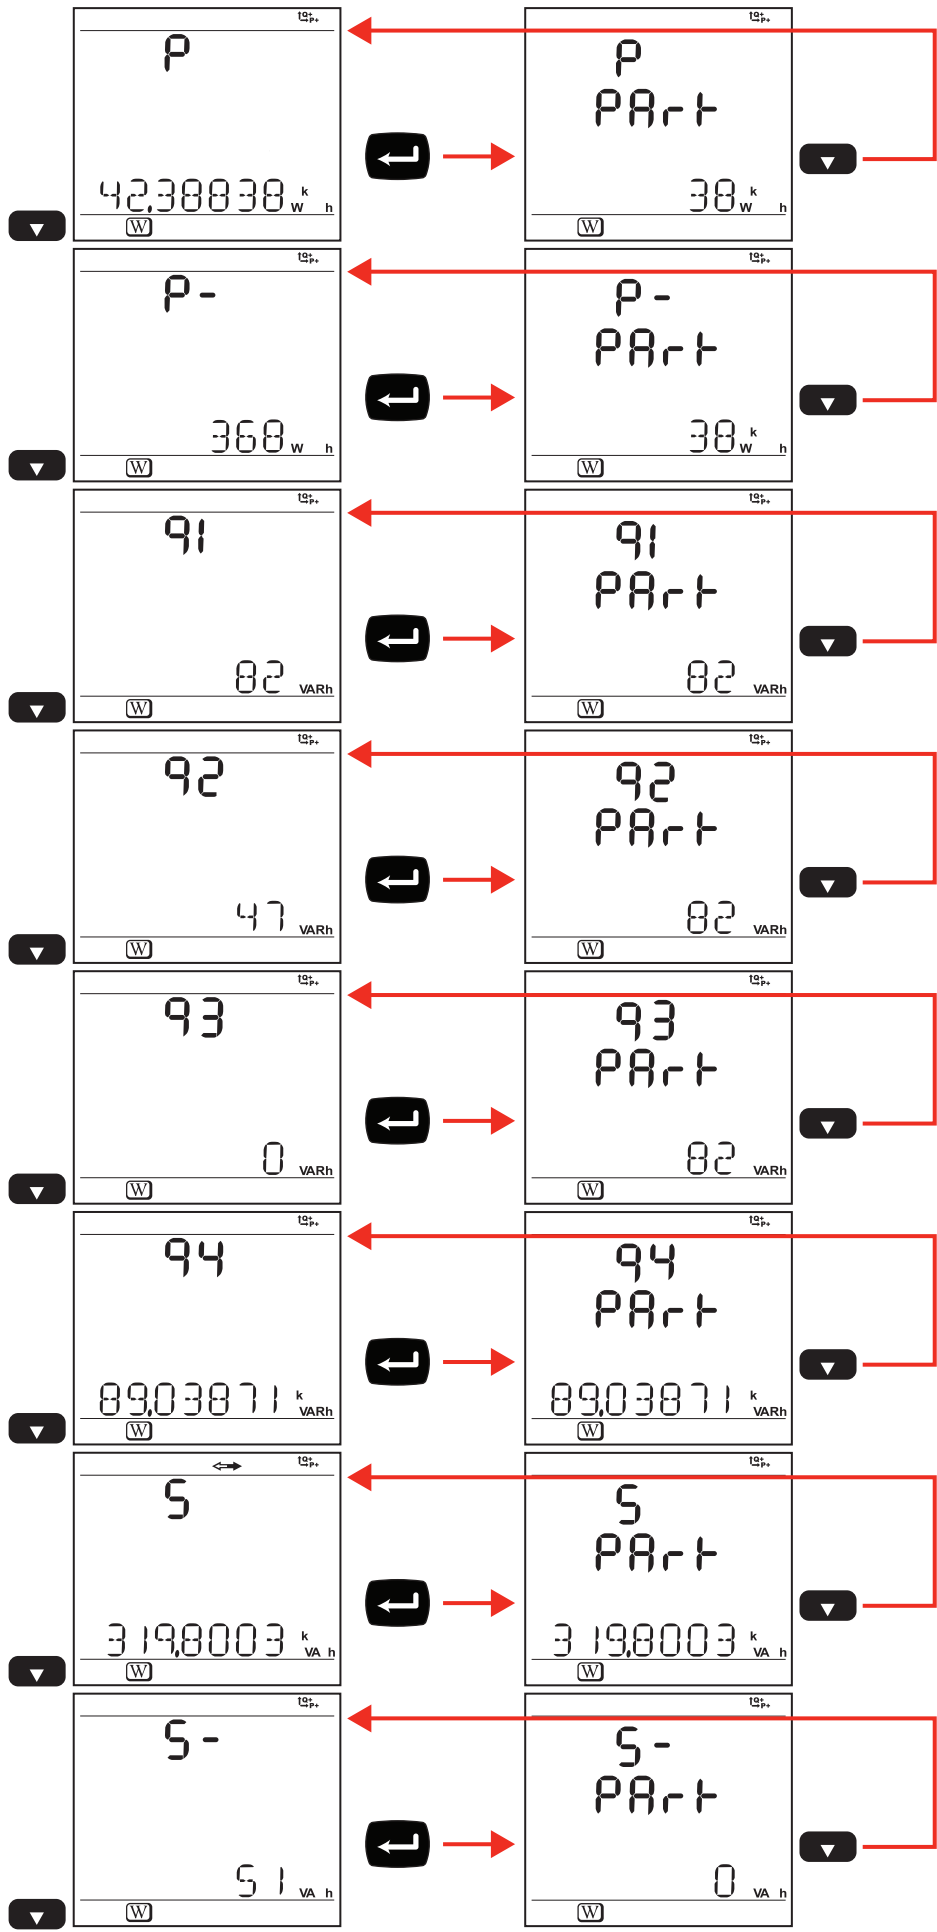 P
42.38838 k
W h
W
P
PArt
38 k
W h
W
P-
368 W h
W
P-
PArt
38 k
W h
W
q1
82 VARh
W
q1
PArt
82 VARh
W
q2
47 VARh
W
q2
PArt
82 VARh
W
q3
0 VARh
W
q3
PArt
82 VARh
W
q4
89.03871 k
VARh
W
q4
PArt
89.03871 k
VARh
W
S
319.8003 k
VA h
W
S
PArt
319.8003 k
VA h
W
S-
51 VA h
W
S-
PArt
0 VA h
W